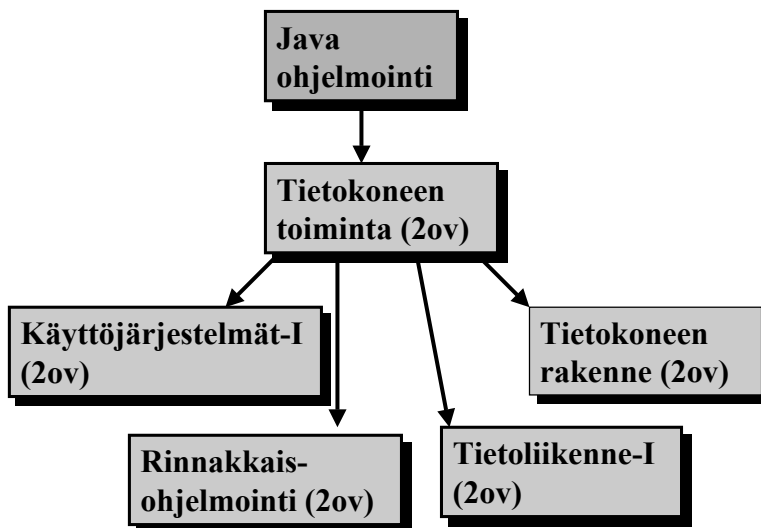 Java
ohjelmointi
Tietokoneen
toiminta (2ov)
Käyttöjärjestelmät-I
(2ov)
Tietokoneen
rakenne (2ov)
Rinnakkais-
ohjelmointi (2ov)
Tietoliikenne-I
(2ov)